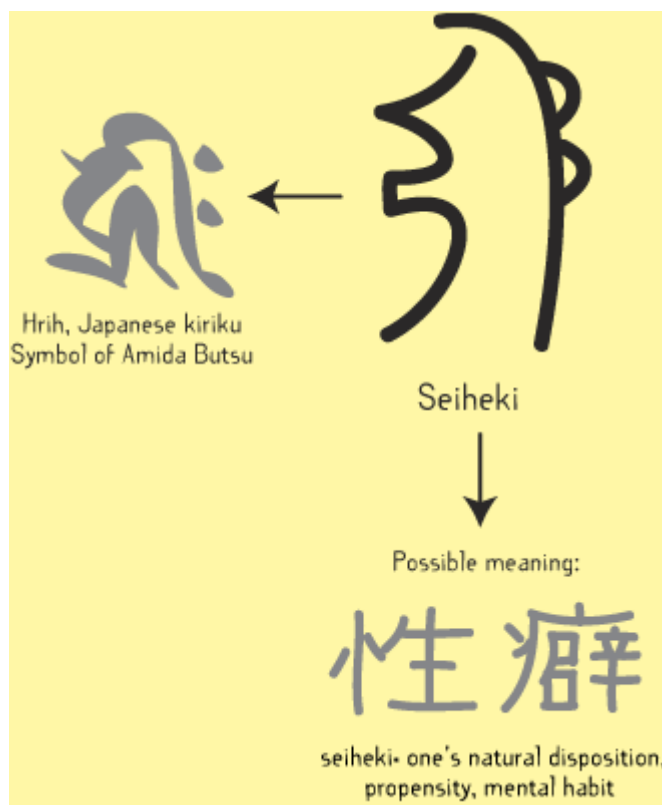 Hrih, Japanese kiriku
Symbol of Amida Butsu
Seiheki
Possible meaning:
性癖
seiheki- one's natural disposition,
propensity, mental habit